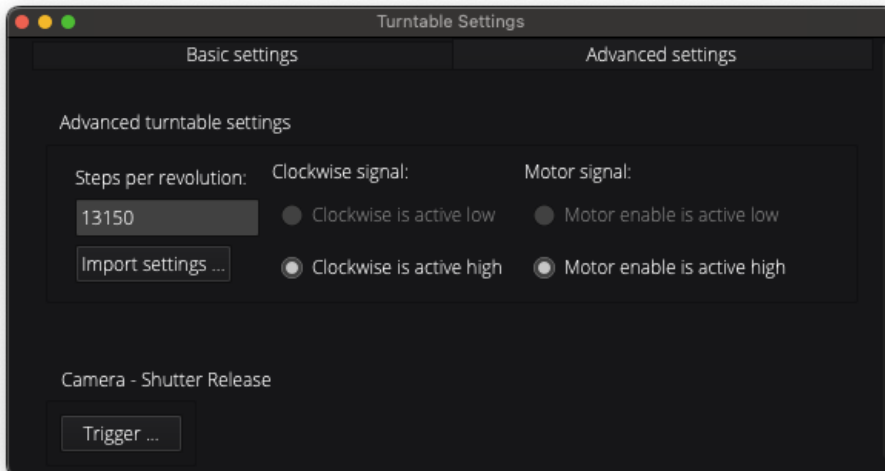 Turntable Settings
Basic settings
Advanced settings
Advanced turntable settings
Steps per revolution:
13150
Import settings ...
Clockwise signal:
Clockwise is active low
Clockwise is active high
Motor signal:
Motor enable is active low
Motor enable is active high
Camera - Shutter Release
Trigger ...